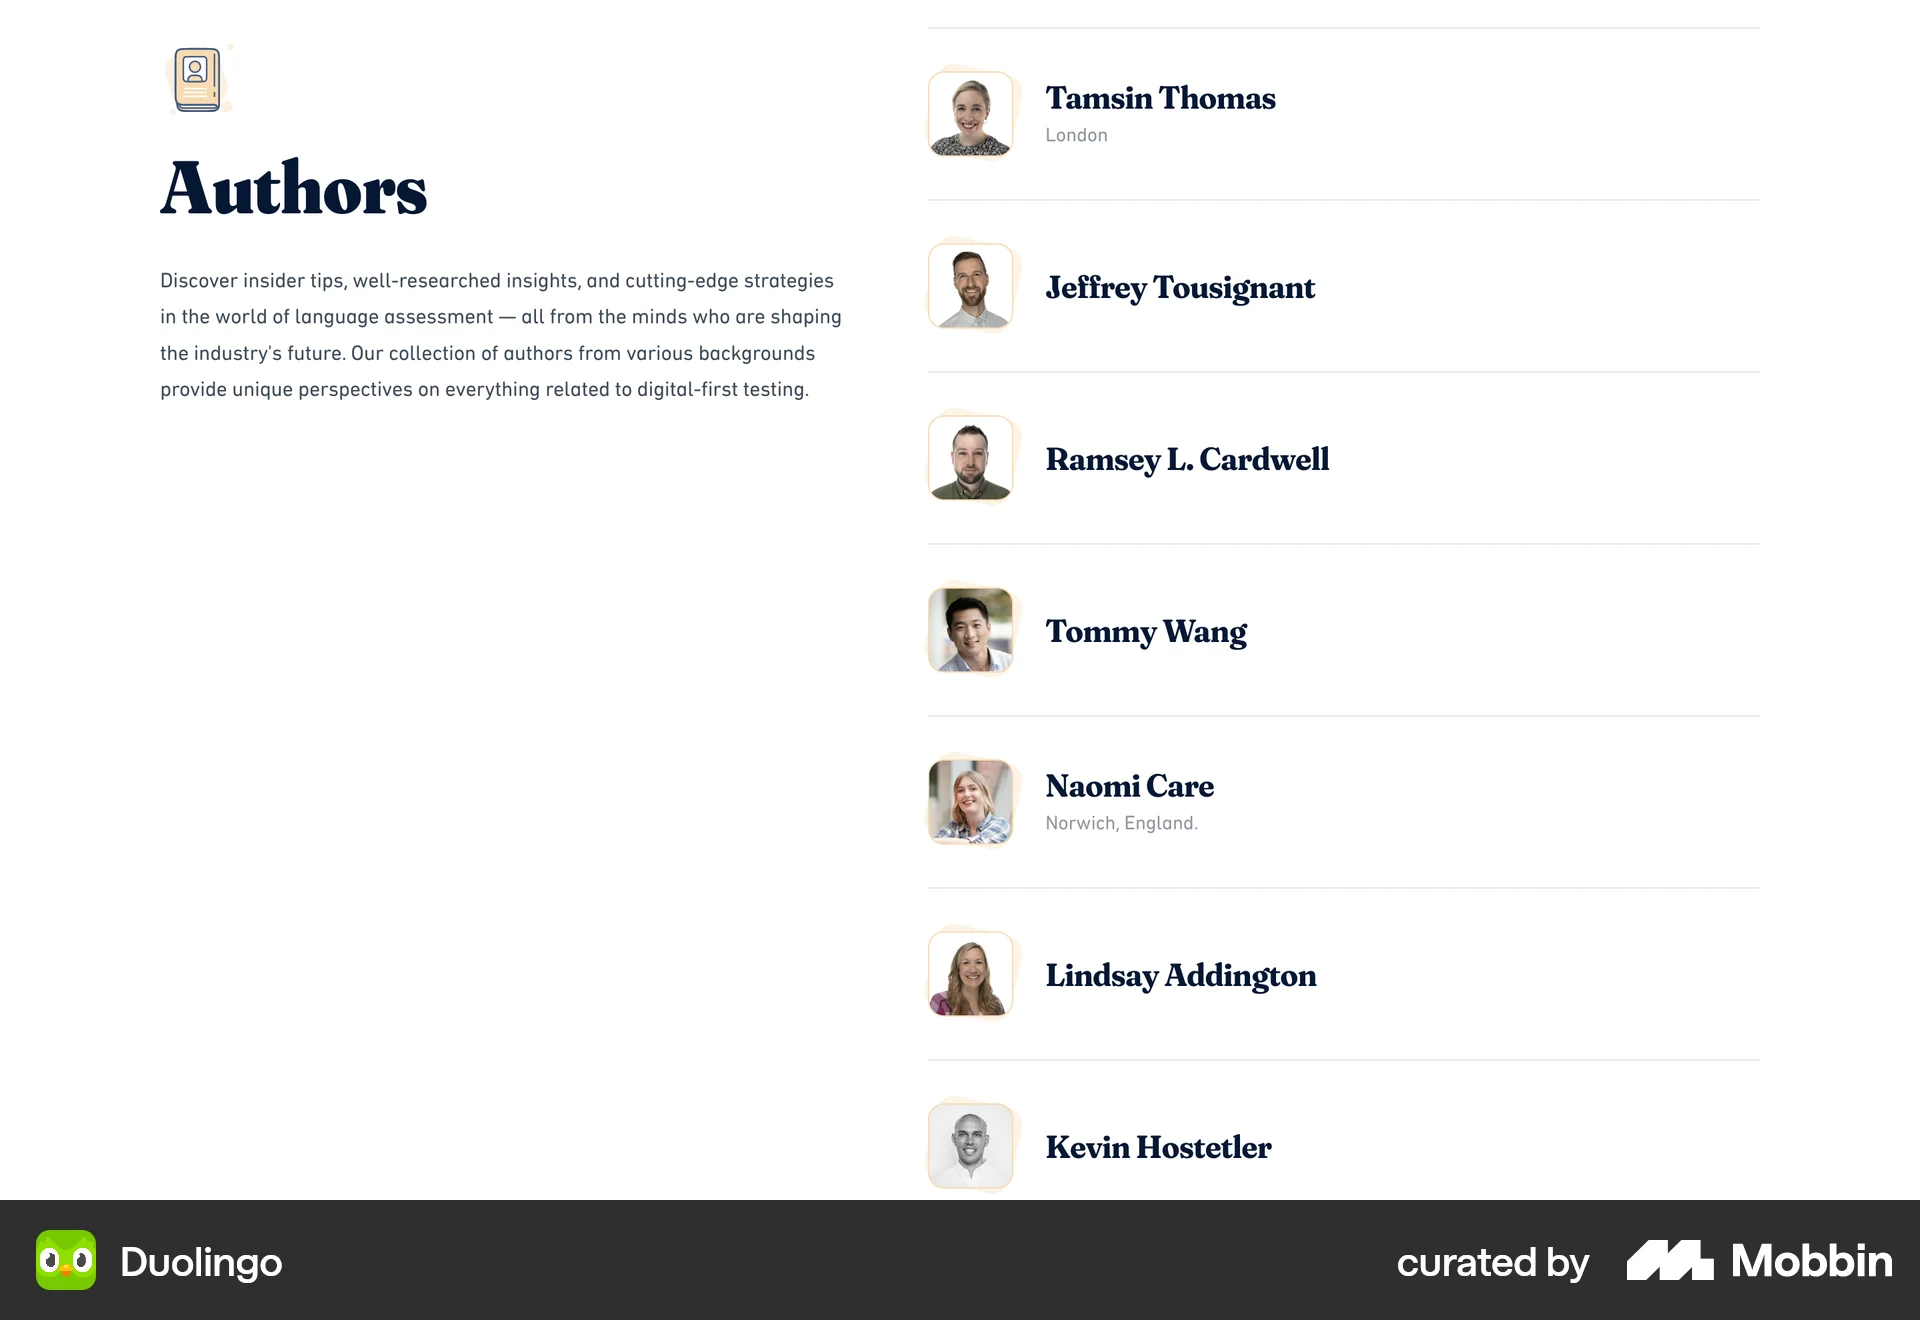 Authors
Discover insider tips, well-researched insights, and cutting-edge strategies
in the world of language assessment — all from the minds who are shaping
the industry's future. Our collection of authors from various backgrounds
provide unique perspectives on everything related to digital-first testing.
Tamsin Thomas
London
Jeffrey Tousignant
Ramsey L. Cardwell
Tommy Wang
Naomi Care
Norwich, England.
Lindsay Addington
Kevin Hostetler
Duolingo
curated by Mobbin